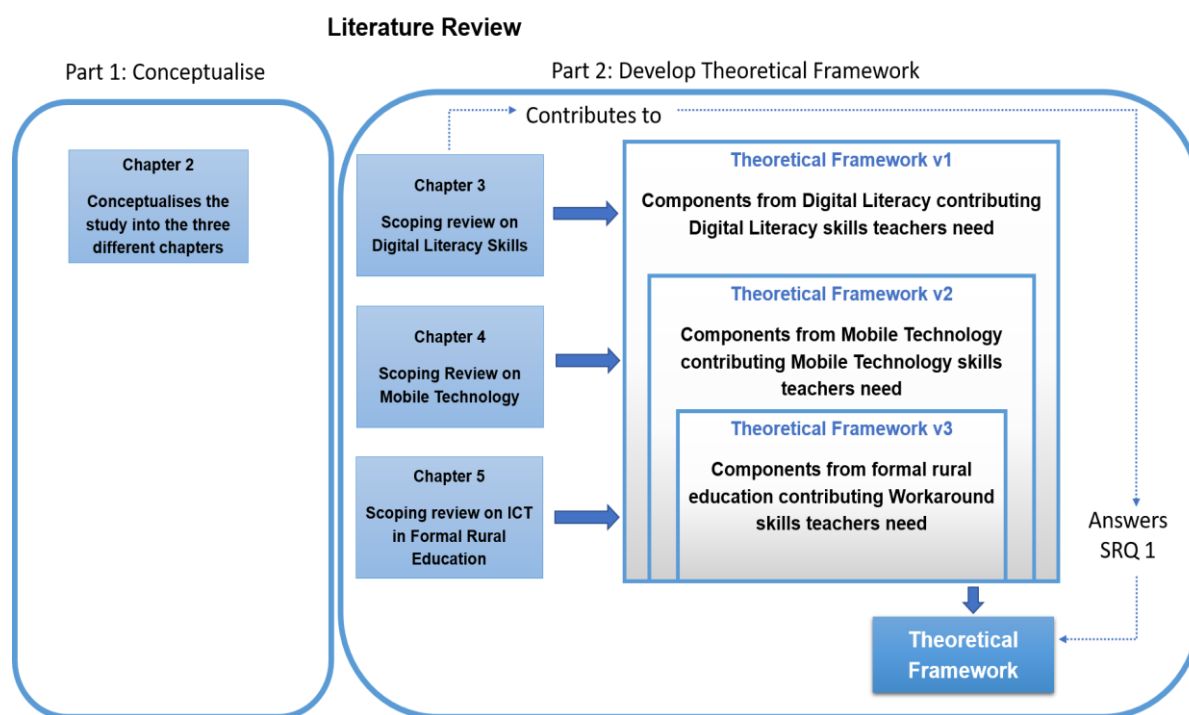 Literature Review
Part 1: Conceptualise
Part 2: Develop Theoretical Framework
Chapter 2
Conceptualises the
study into the three
different chapters
Contributes to
Chapter 3
Scoping review on
Digital Literacy Skills
Theoretical Framework v1
Components from Digital Literacy contributing
Digital Literacy skills teachers need
Chapter 4
Scoping Review on
Mobile Technology
Theoretical Framework v2
Components from Mobile Technology
contributing Mobile Technology skills
teachers need
Chapter 5
Scoping review on ICT
in Formal Rural
Education
Theoretical Framework v3
Components from formal rural
education contributing Workaround
skills teachers need
Answers
SRQ 1
Theoretical
Framework